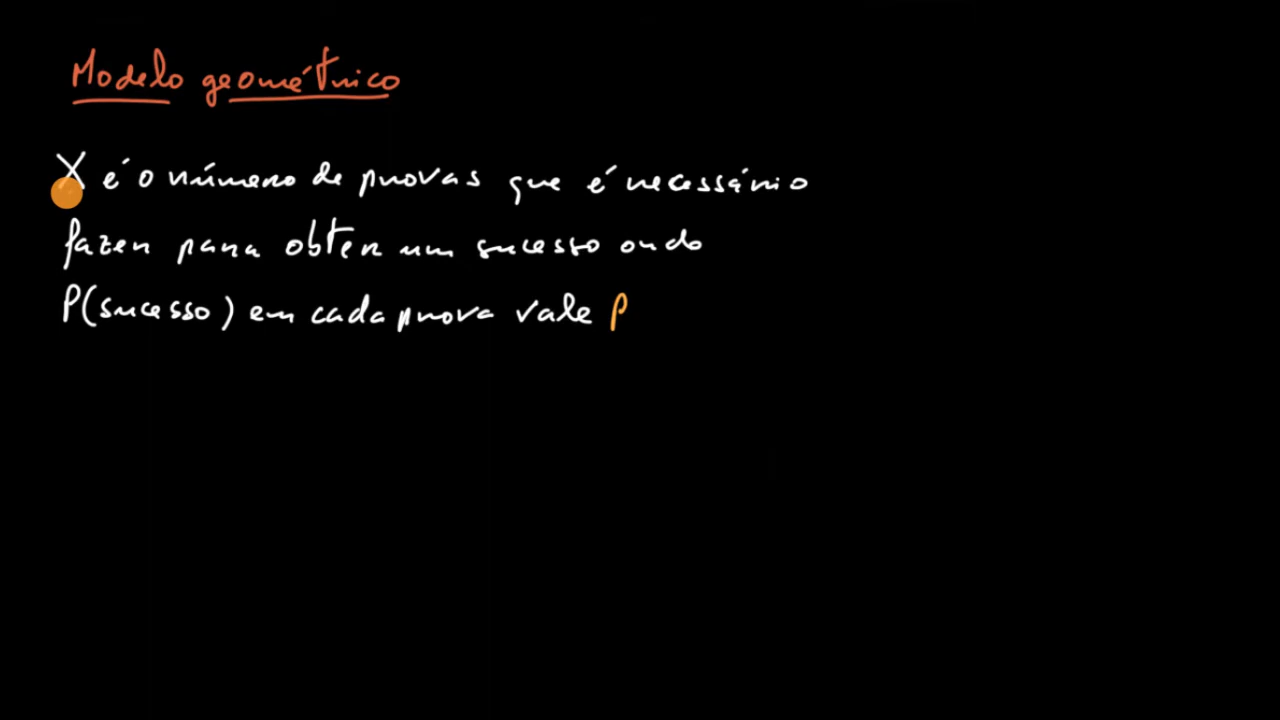 Modelo geométrico
X é o número de provas que é necessário
fazer para obter um sucesso onde
P(sucesso) em cada prova vale p